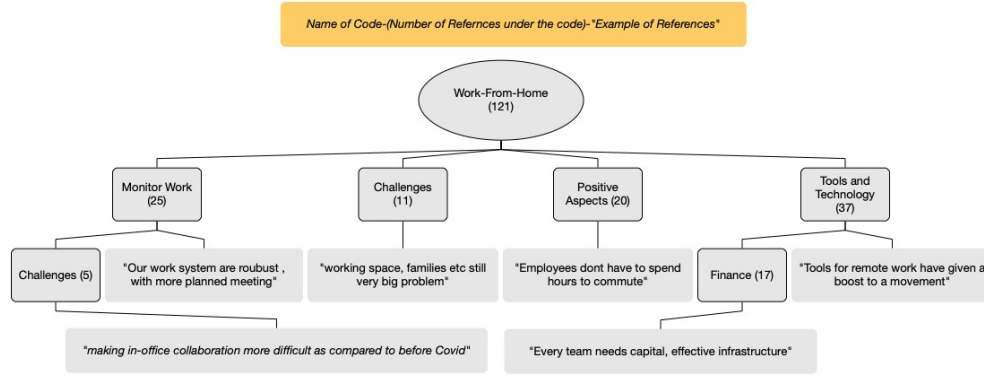 Name of Code-(Number of Refernces under the code)-"Example of References"
Work-From-Home
(121)
Monitor Work
(25)
Challenges
(11)
Positive
Aspects (20)
Tools and
Technology
(37)
Challenges (5)
"Our work system are roubust ,
with more planned meeting"
"working space, families etc still
very big problem"
"Employees dont have to spend
hours to commute"
Finance (17)
"Tools for remote work have given a
boost to a movement"
"making in-office collaboration more difficult as compared to before Covid"
"Every team needs capital, effective infrastructure"